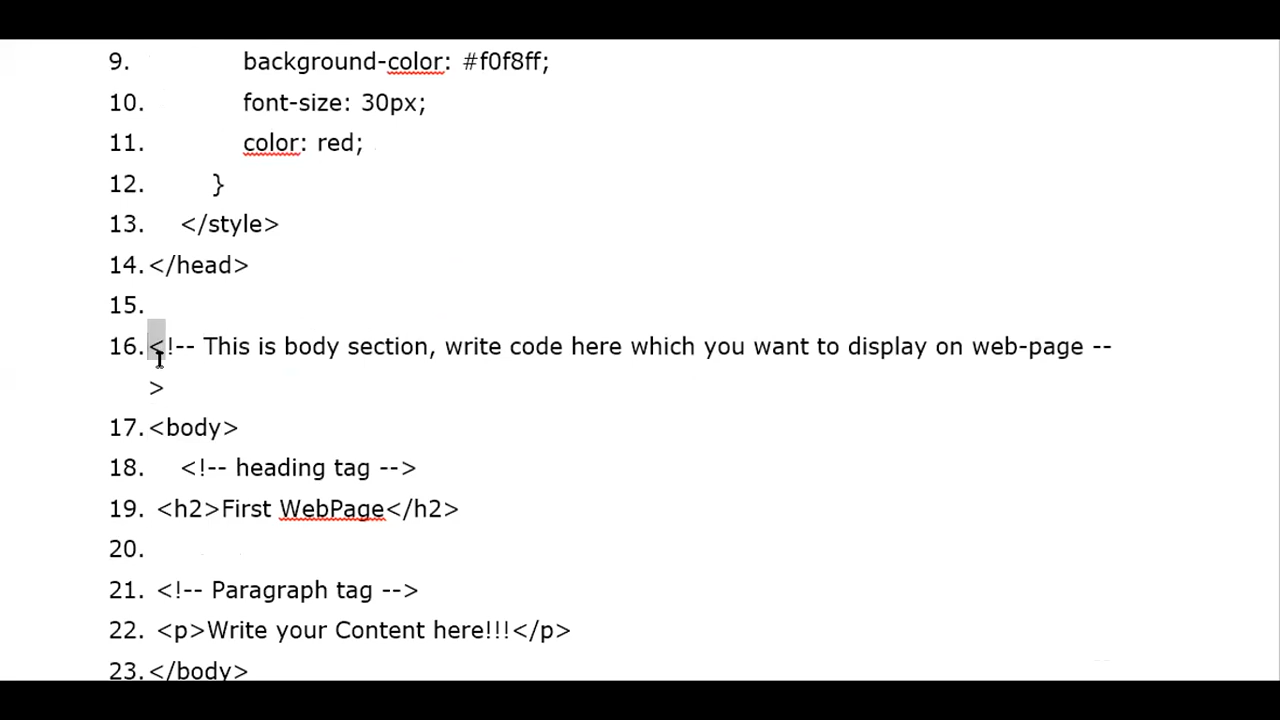 9. background-color: #f0f8ff;
10. font-size: 30px;
11. color: red;
12. }
13. </style>
14. </head>
15.
16. <!-- This is body section, write code here which you want to display on web-page --
>
17. <body>
18. <!-- heading tag -->
19. <h2>First WebPage</h2>
20.
21. <!-- Paragraph tag -->
22. <p>Write your Content here!!!</p>
23. </body>